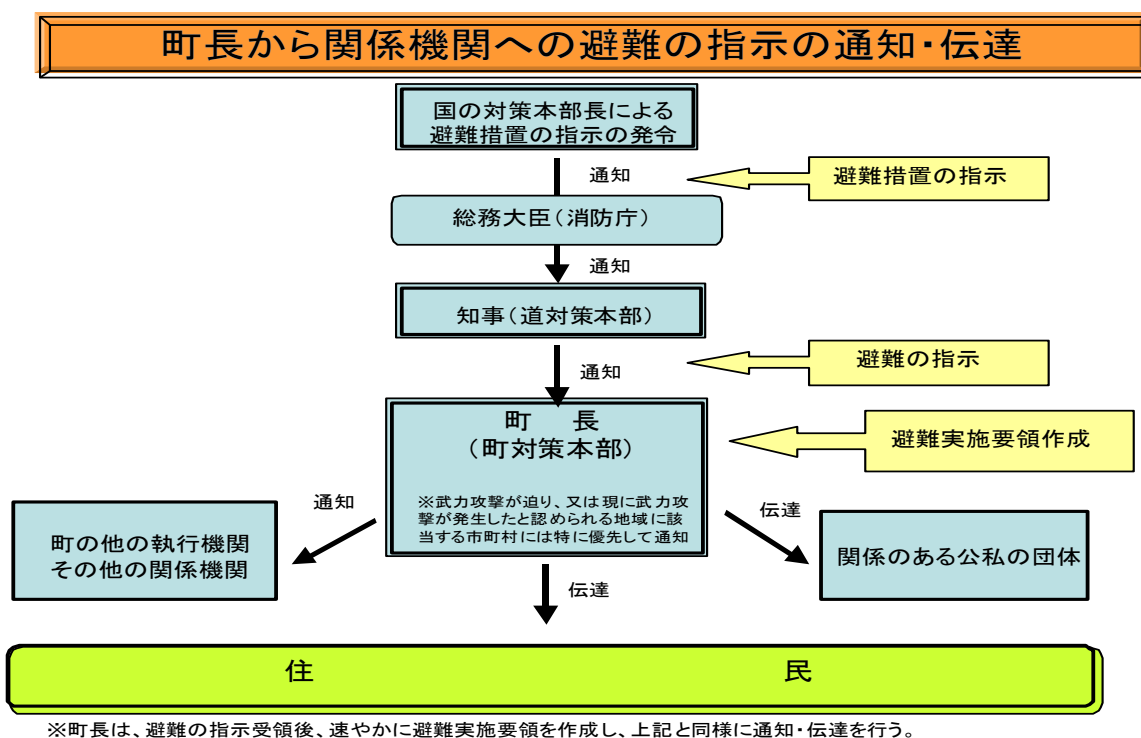 町長から関係機関への避難の指示の通知・伝達
国の対策本部長による
避難措置の指示の発令
通知
避難措置の指示
総務大臣（消防庁）
通知
知事（道対策本部）
避難の指示
通知
町　長
（町対策本部）
避難実施要領作成
※武力攻撃が迫り、又は現に武力攻
撃が発生したと認められる地域に該
当する市町村には特に優先して通知
通知
伝達
町の他の執行機関
その他の関係機関
関係のある公私の団体
伝達
住　民
※町長は、避難の指示受領後、速やかに避難実施要領を作成し、上記と同様に通知・伝達を行う。